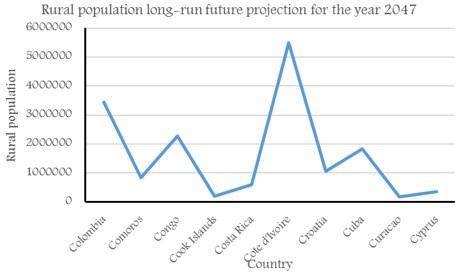 Rural population long-run future projection for the year 2047
6000000
5000000
4000000
3000000
2000000
1000000
0
Rural population
Colombia
Comoros
Congo
Cook Islands
Costa Rica
Cote d'Ivoire
Croatia
Cuba
Curacao
Cyprus
Country